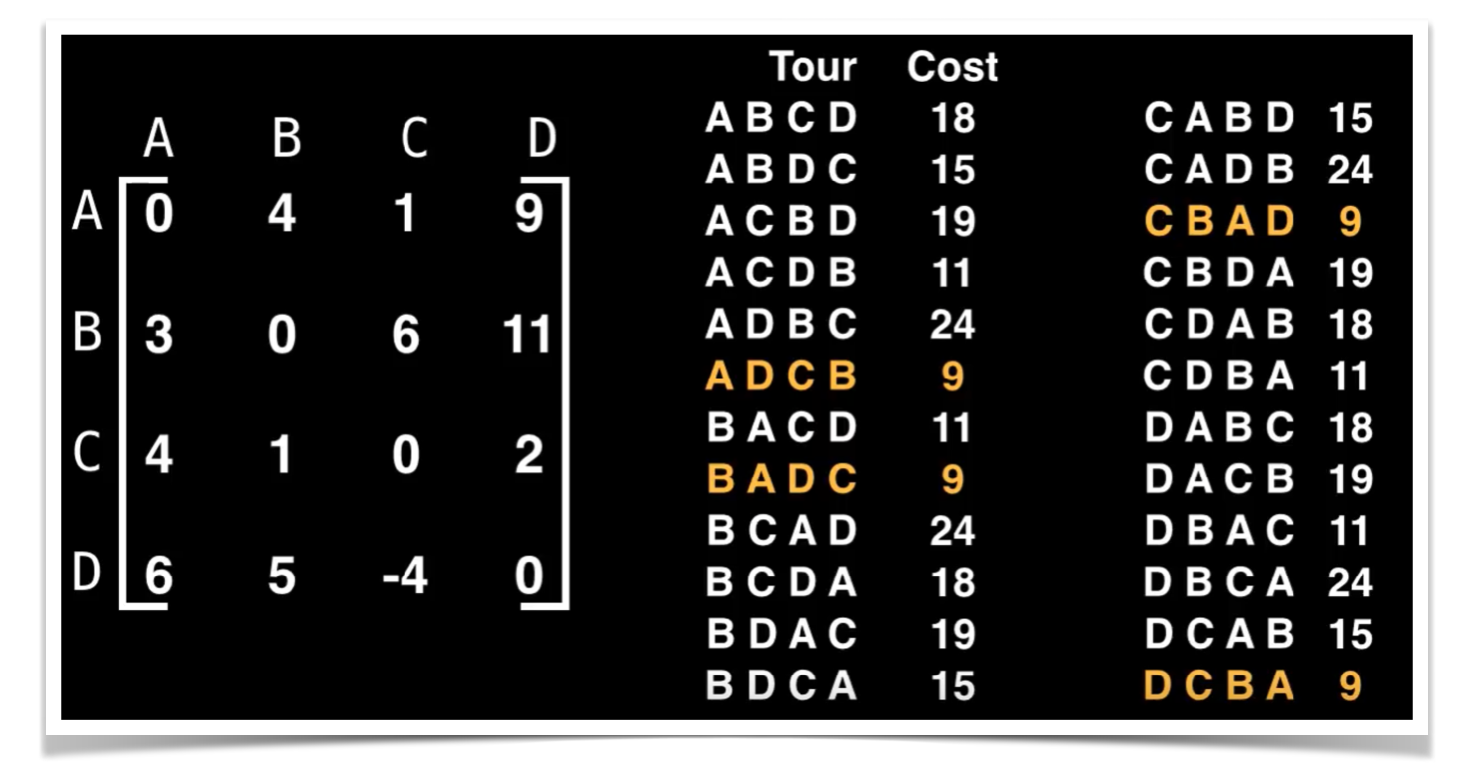 A B C D
A 0 4 1 9
B 3 0 6 11
C 4 1 0 2
D 6 5 -4 0
Tour Cost
A B C D 18
A B D C 15
A C B D 19
A C D B 11
A D B C 24
A D C B 9
B A C D 11
B A D C 9
B C A D 24
B C D A 18
B D A C 19
B D C A 15
C A B D 15
C A D B 24
C B A D 9
C B D A 19
C D A B 18
C D B A 11
D A B C 18
D A C B 19
D B A C 11
D B C A 24
D C A B 15
D C B A 9